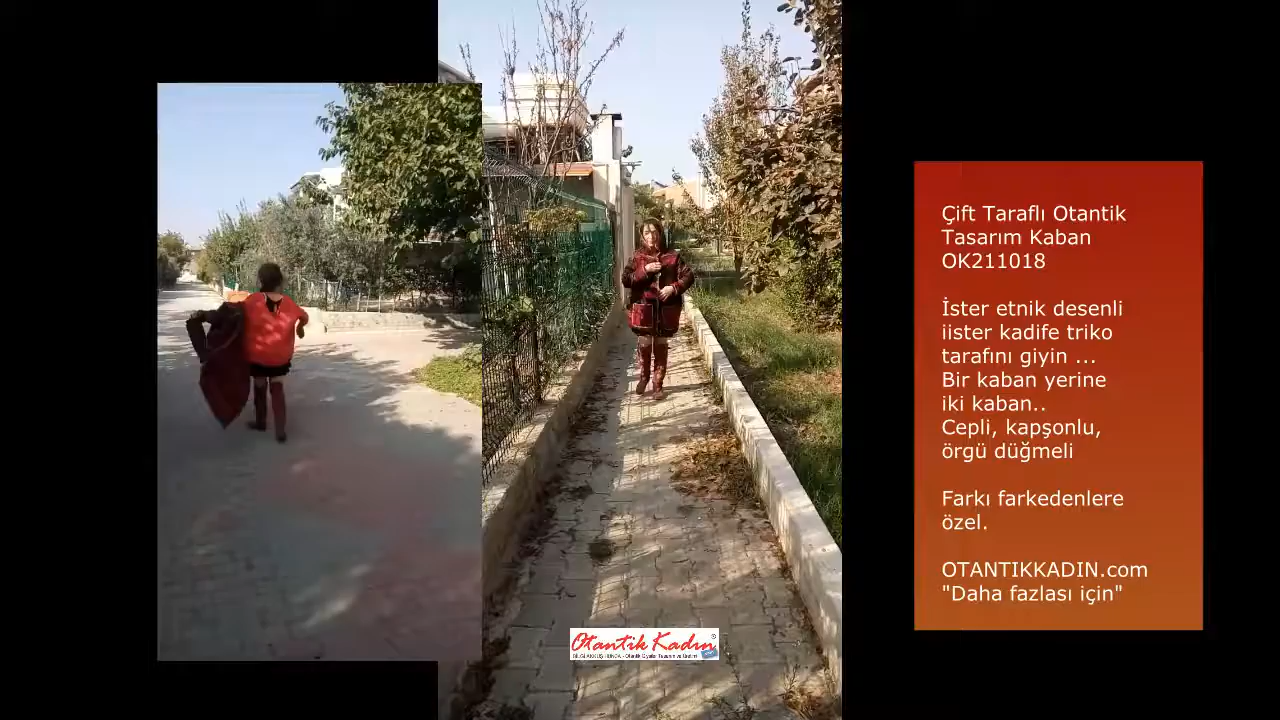 Çift Taraflı Otantik
Tasarım Kaban
OK211018
İster etnik desenli
iister kadife triko
tarafını giyin ...
Bir kaban yerine
iki kaban..
Cepli, kapşonlu,
örgü düğmeli
Farkı farkedenlere
özel.
OTANTIKKADIN.com
"Daha fazlası için"
Otantik Kadın